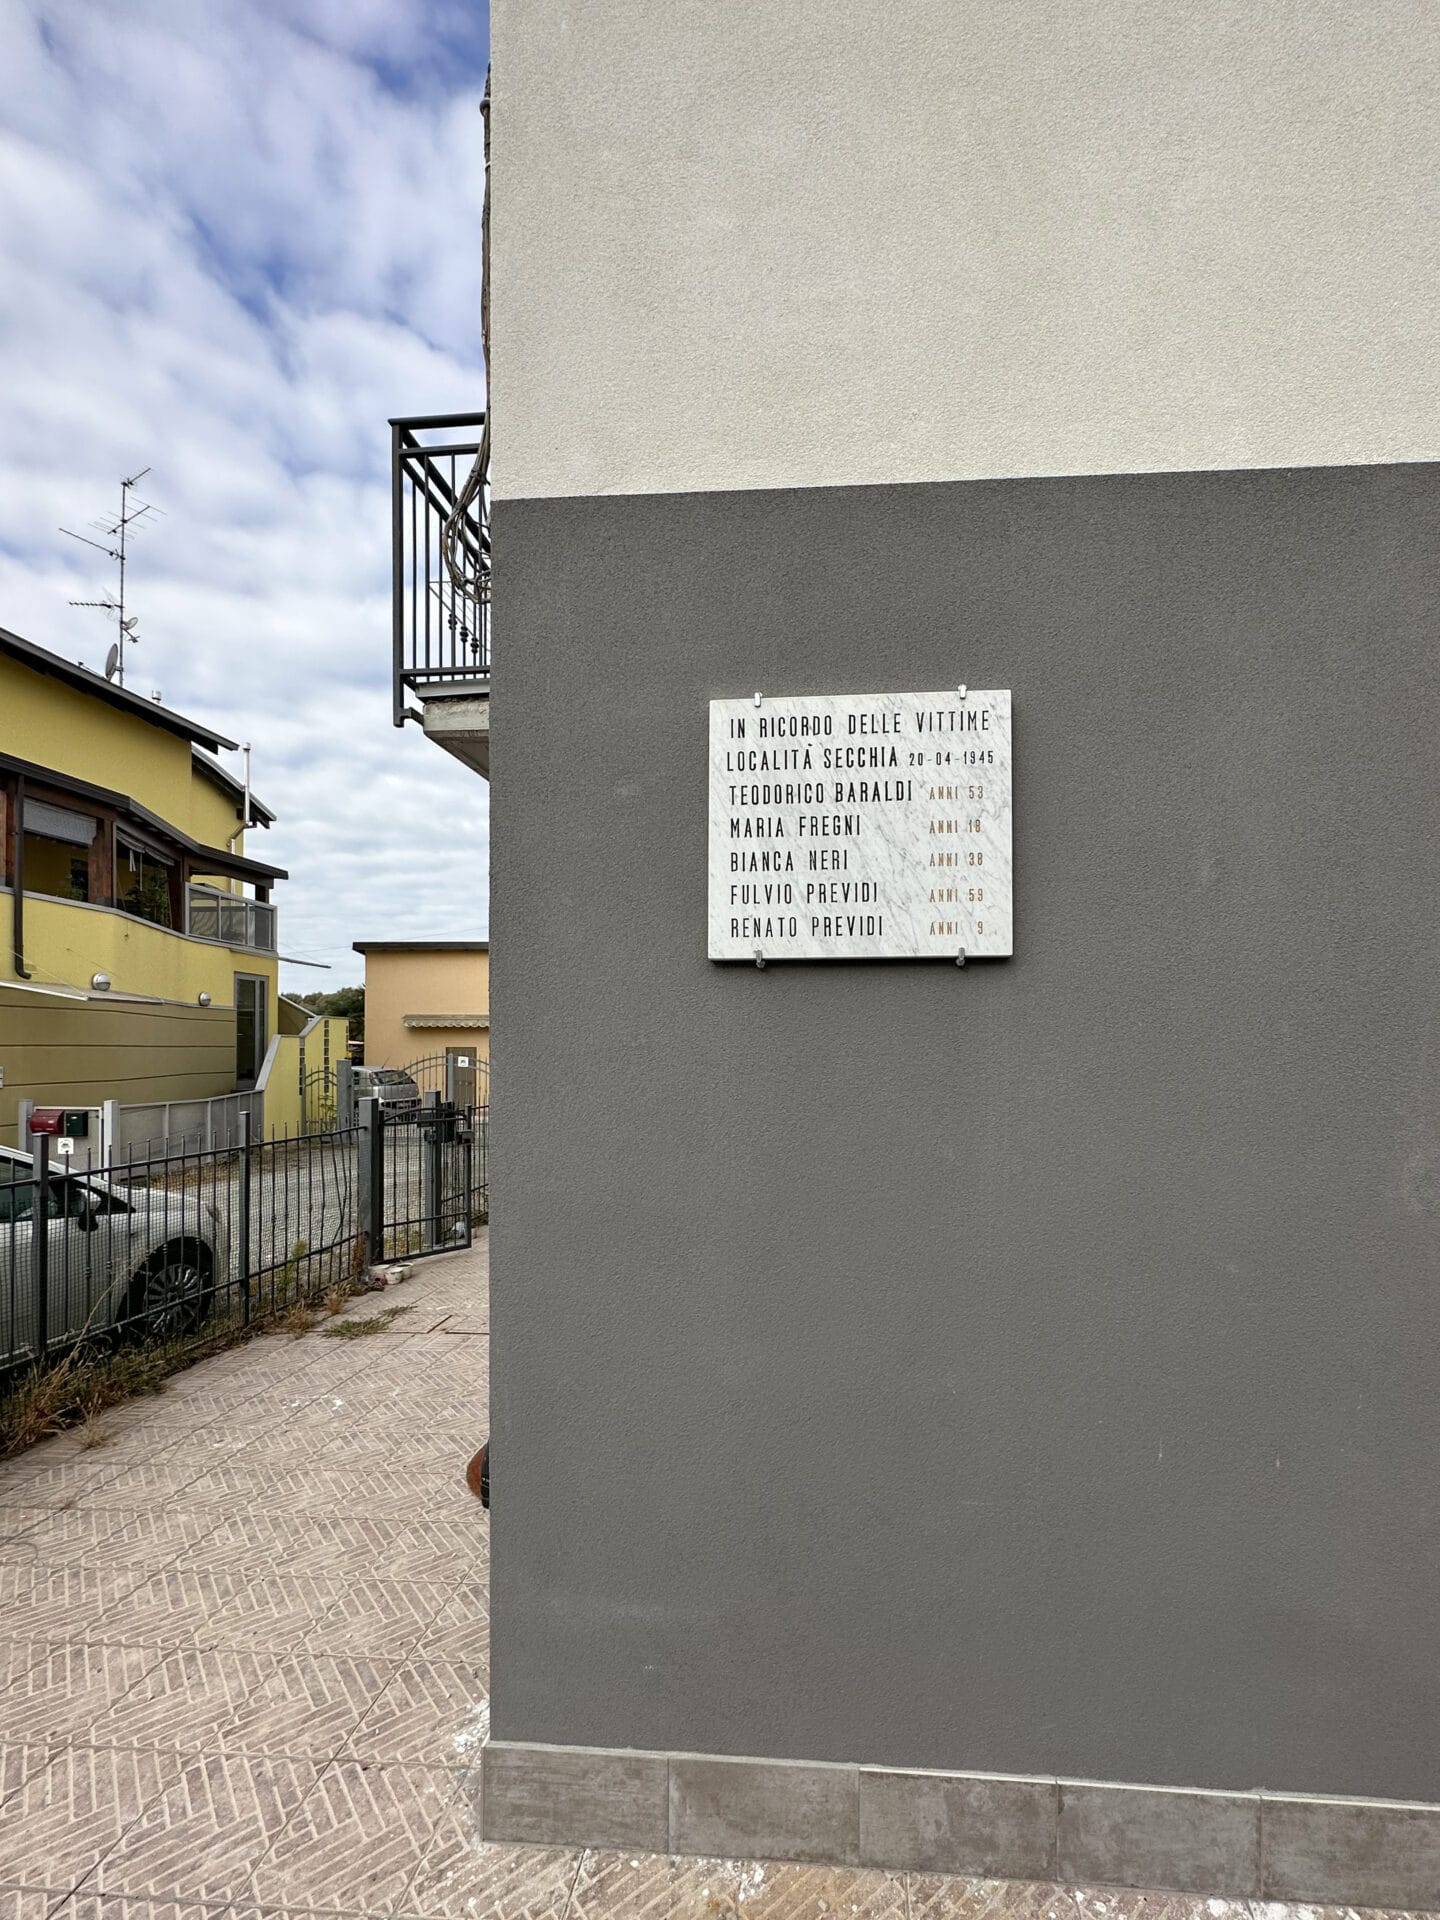 IN RICORDO DELLE VITTIME
LOCALITÀ SECCHIA 20-04-1945
TEODORICO BARALDI ANNI 53
MARIA FREGNI ANNI 18
BIANCA NERI ANNI 38
FULVIO PREVIDI ANNI 59
RENATO PREVIDI ANNI 9